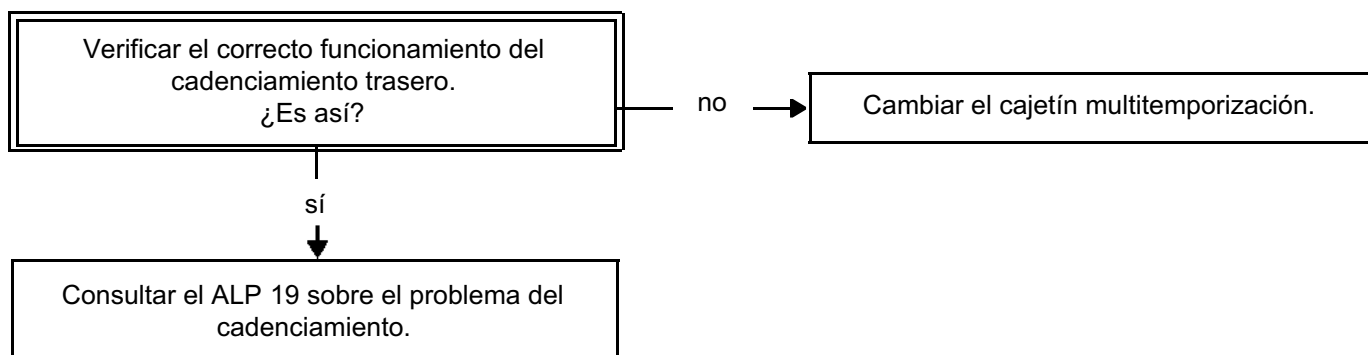 Verificar el correcto funcionamiento del
cadenciamiento trasero.
¿Es así?
no
Cambiar el cajetín multitemporización.
sí
Consultar el ALP 19 sobre el problema del
cadenciamiento.